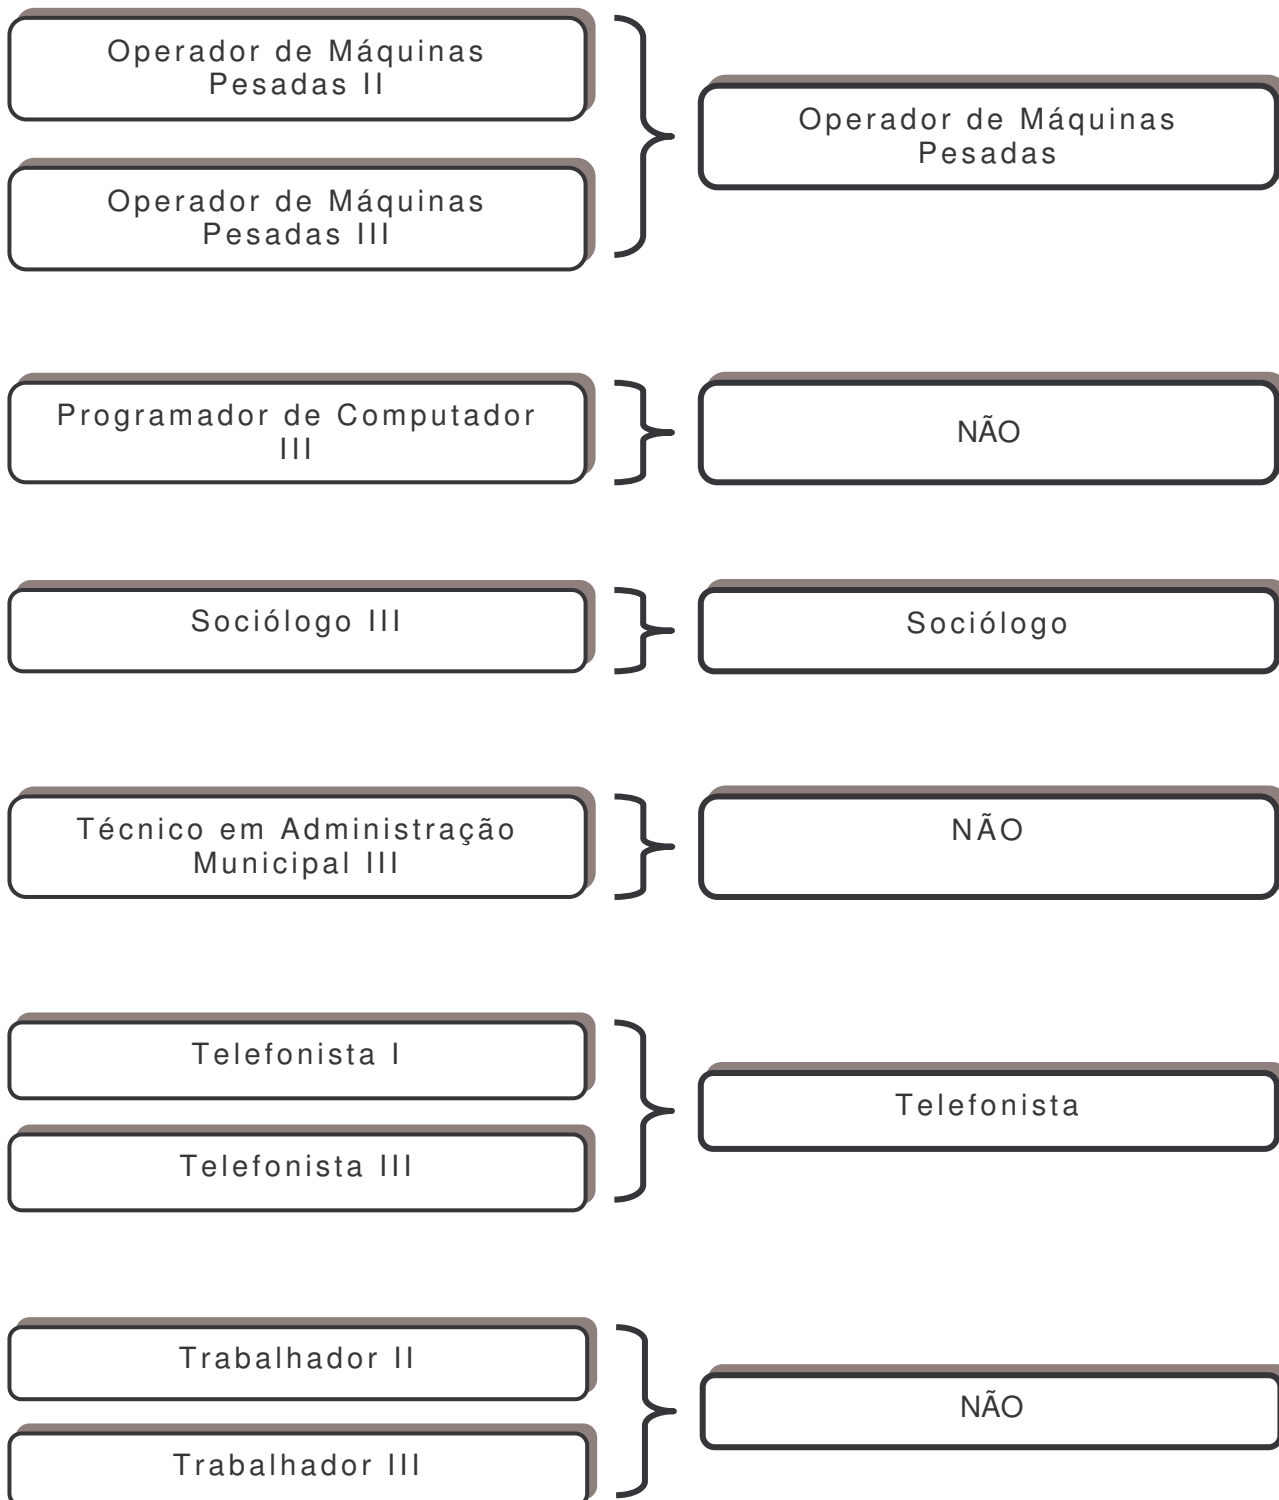 Operador de Máquinas
Pesadas II
Operador de Máquinas
Pesadas III
Operador de Máquinas
Pesadas
Programador de Computador
III
NÃO
Sociólogo III
Sociólogo
Técnico em Administração
Municipal III
NÃO
Telefonista I
Telefonista III
Telefonista
Trabalhador II
Trabalhador III
NÃO